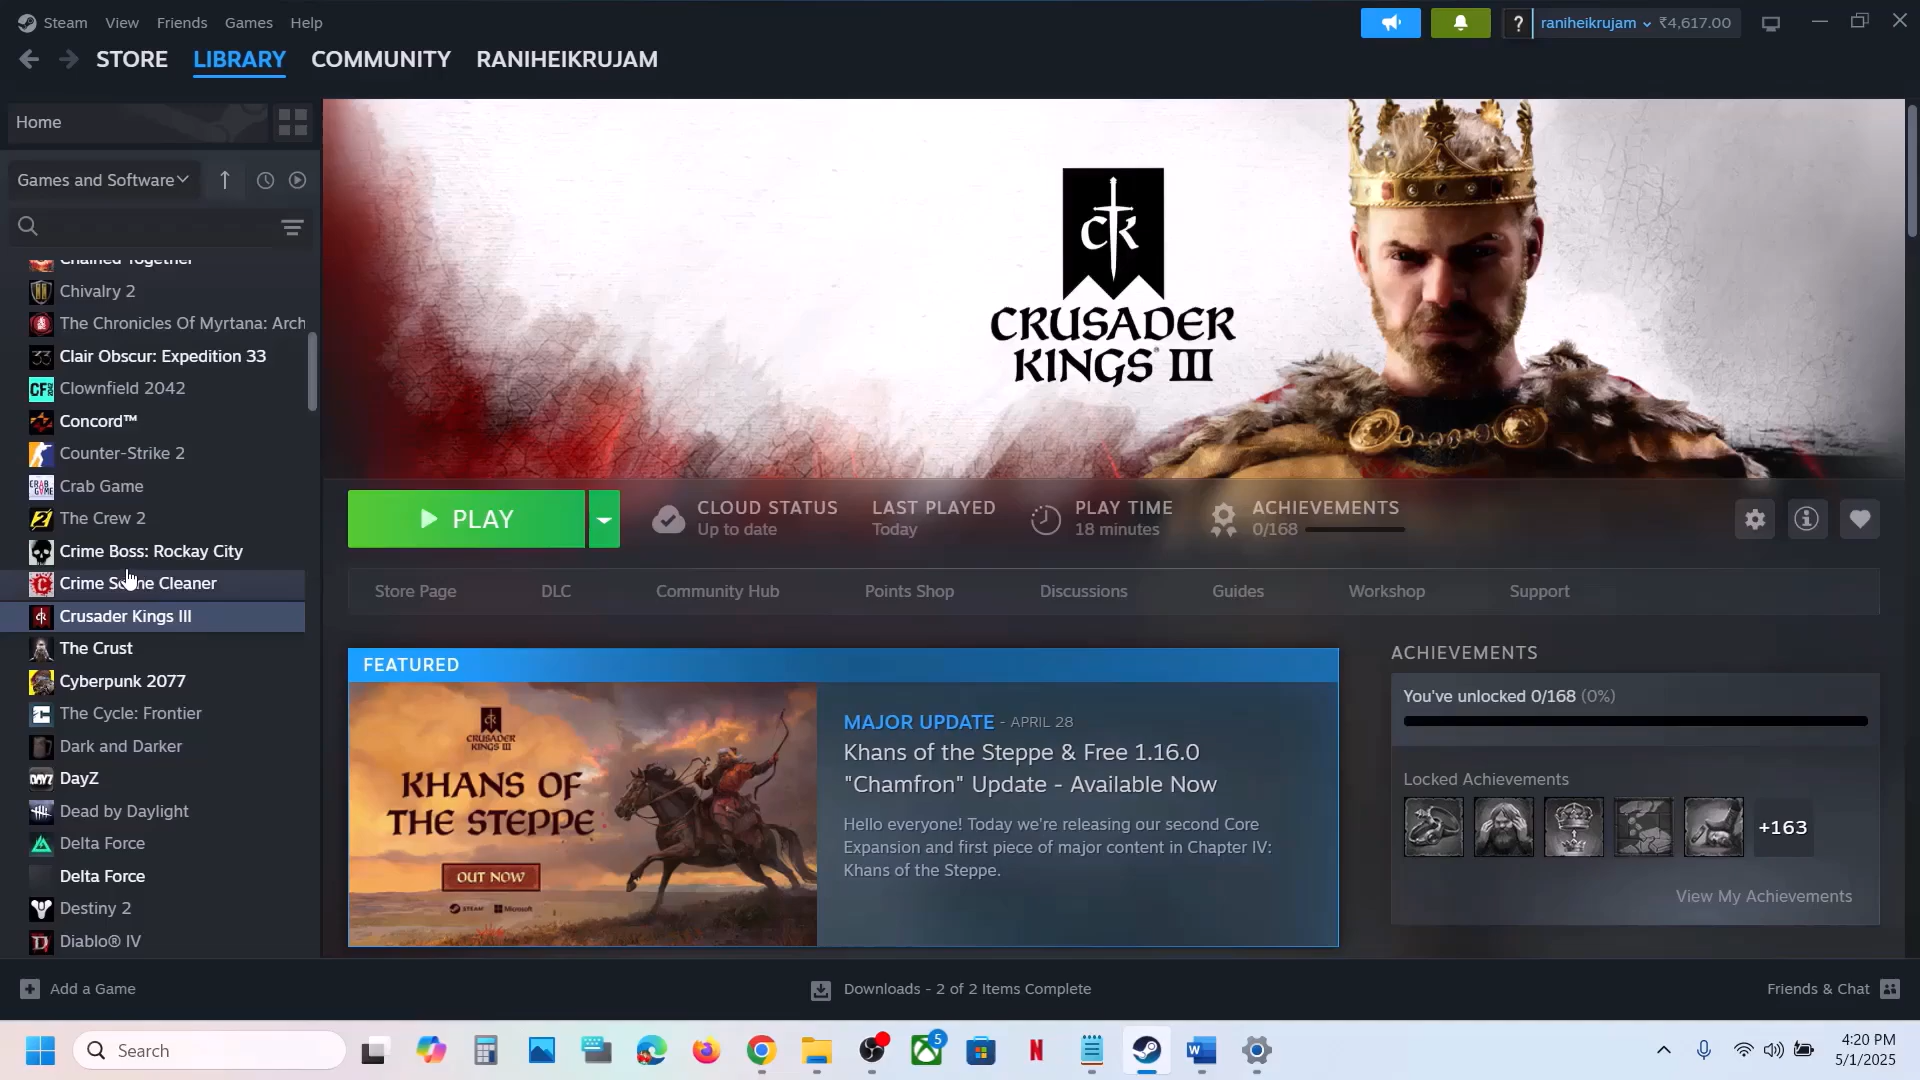 Steam View Friends Games Help
? raniheikrujam ₹4,617.00
STORE LIBRARY COMMUNITY RANIHEIKRUJAM
Home
Games and Software
Chained Together
Chivalry 2
The Chronicles Of Myrtana: Arch
Clair Obscur: Expedition 33
Clownfield 2042
Concord™
Counter-Strike 2
Crab Game
The Crew 2
Crime Boss: Rockay City
Crime Scene Cleaner
Crusader Kings III
The Crust
Cyberpunk 2077
The Cycle: Frontier
Dark and Darker
DayZ
Dead by Daylight
Delta Force
Delta Force
Destiny 2
Diablo® IV
CK
CRUSADER
KINGS III
PLAY
CLOUD STATUS
Up to date
LAST PLAYED
Today
PLAY TIME
18 minutes
ACHIEVEMENTS
0/168
Store Page DLC Community Hub Points Shop Discussions Guides Workshop Support
FEATURED
CRUSADER
KINGS III
KHANS OF
THE STEPPE
OUT NOW
STEAM Microsoft
MAJOR UPDATE - APRIL 28
Khans of the Steppe & Free 1.16.0
"Chamfron" Update - Available Now
Hello everyone! Today we're releasing our second Core
Expansion and first piece of major content in Chapter IV:
Khans of the Steppe.
ACHIEVEMENTS
You've unlocked 0/168 (0%)
Locked Achievements
+163
View My Achievements
Add a Game
Downloads - 2 of 2 Items Complete
Friends & Chat
Search
5
4:20 PM
5/1/2025